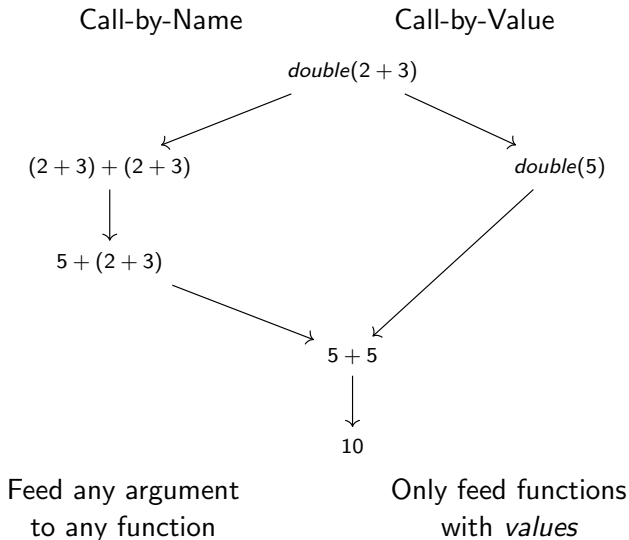 Call-by-Name Call-by-Value
double(2 + 3)
(2 + 3) + (2 + 3) double(5)
5 + (2 + 3)
5 + 5
10
Feed any argument Only feed functions
to any function with values